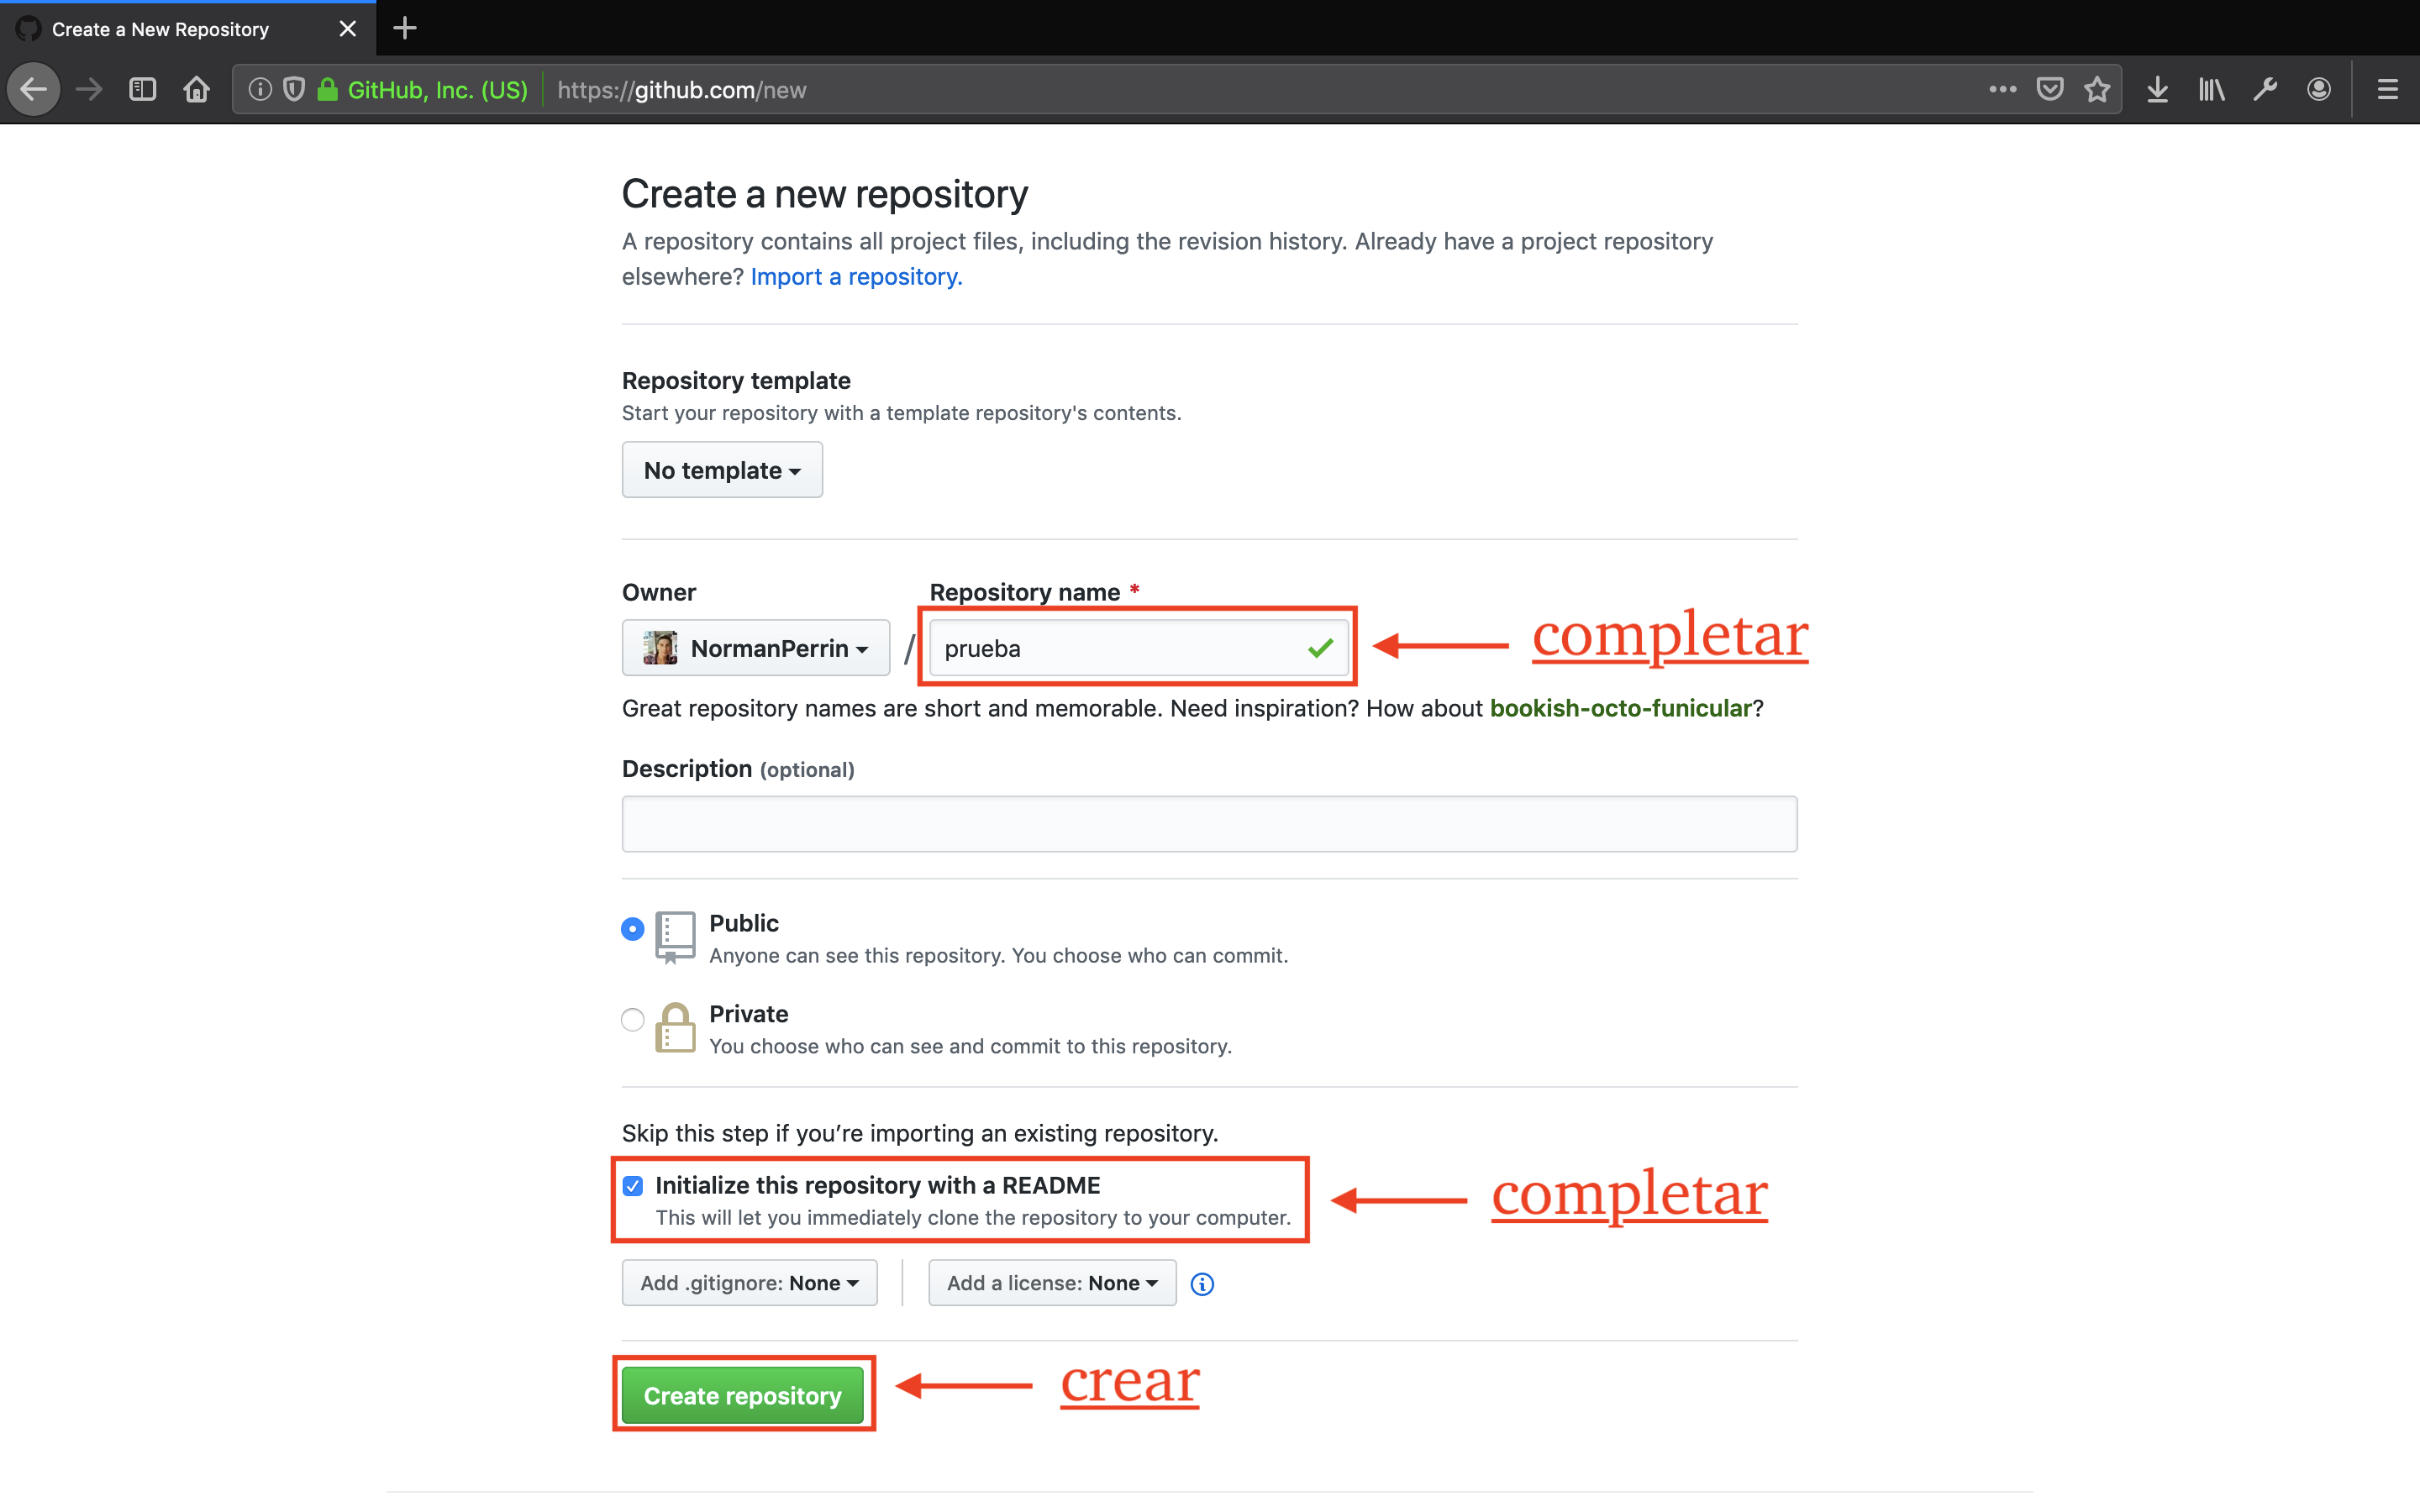 Create a New Repository
GitHub, Inc. (US) https://github.com/new
Create a new repository
A repository contains all project files, including the revision history. Already have a project repository
elsewhere? Import a repository.
Repository template
Start your repository with a template repository's contents.
No template
Owner Repository name *
NormanPerrin / prueba completar
Great repository names are short and memorable. Need inspiration? How about bookish-octo-funicular?
Description (optional)
Public
Anyone can see this repository. You choose who can commit.
Private
You choose who can see and commit to this repository.
Skip this step if you’re importing an existing repository.
Initialize this repository with a README
This will let you immediately clone the repository to your computer.
completar
Add .gitignore: None Add a license: None
Create repository crear